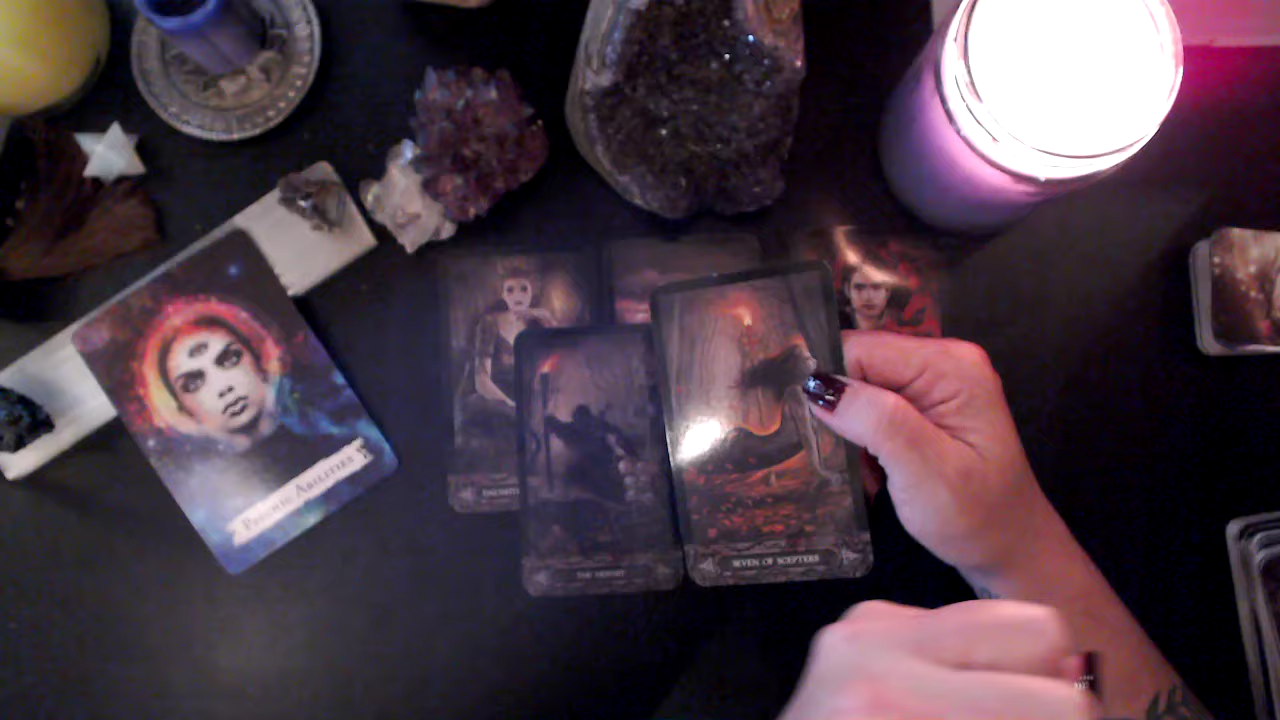 PSYCHIC ABILITIES
THE HERMIT
SEVEN OF SCEPTERS